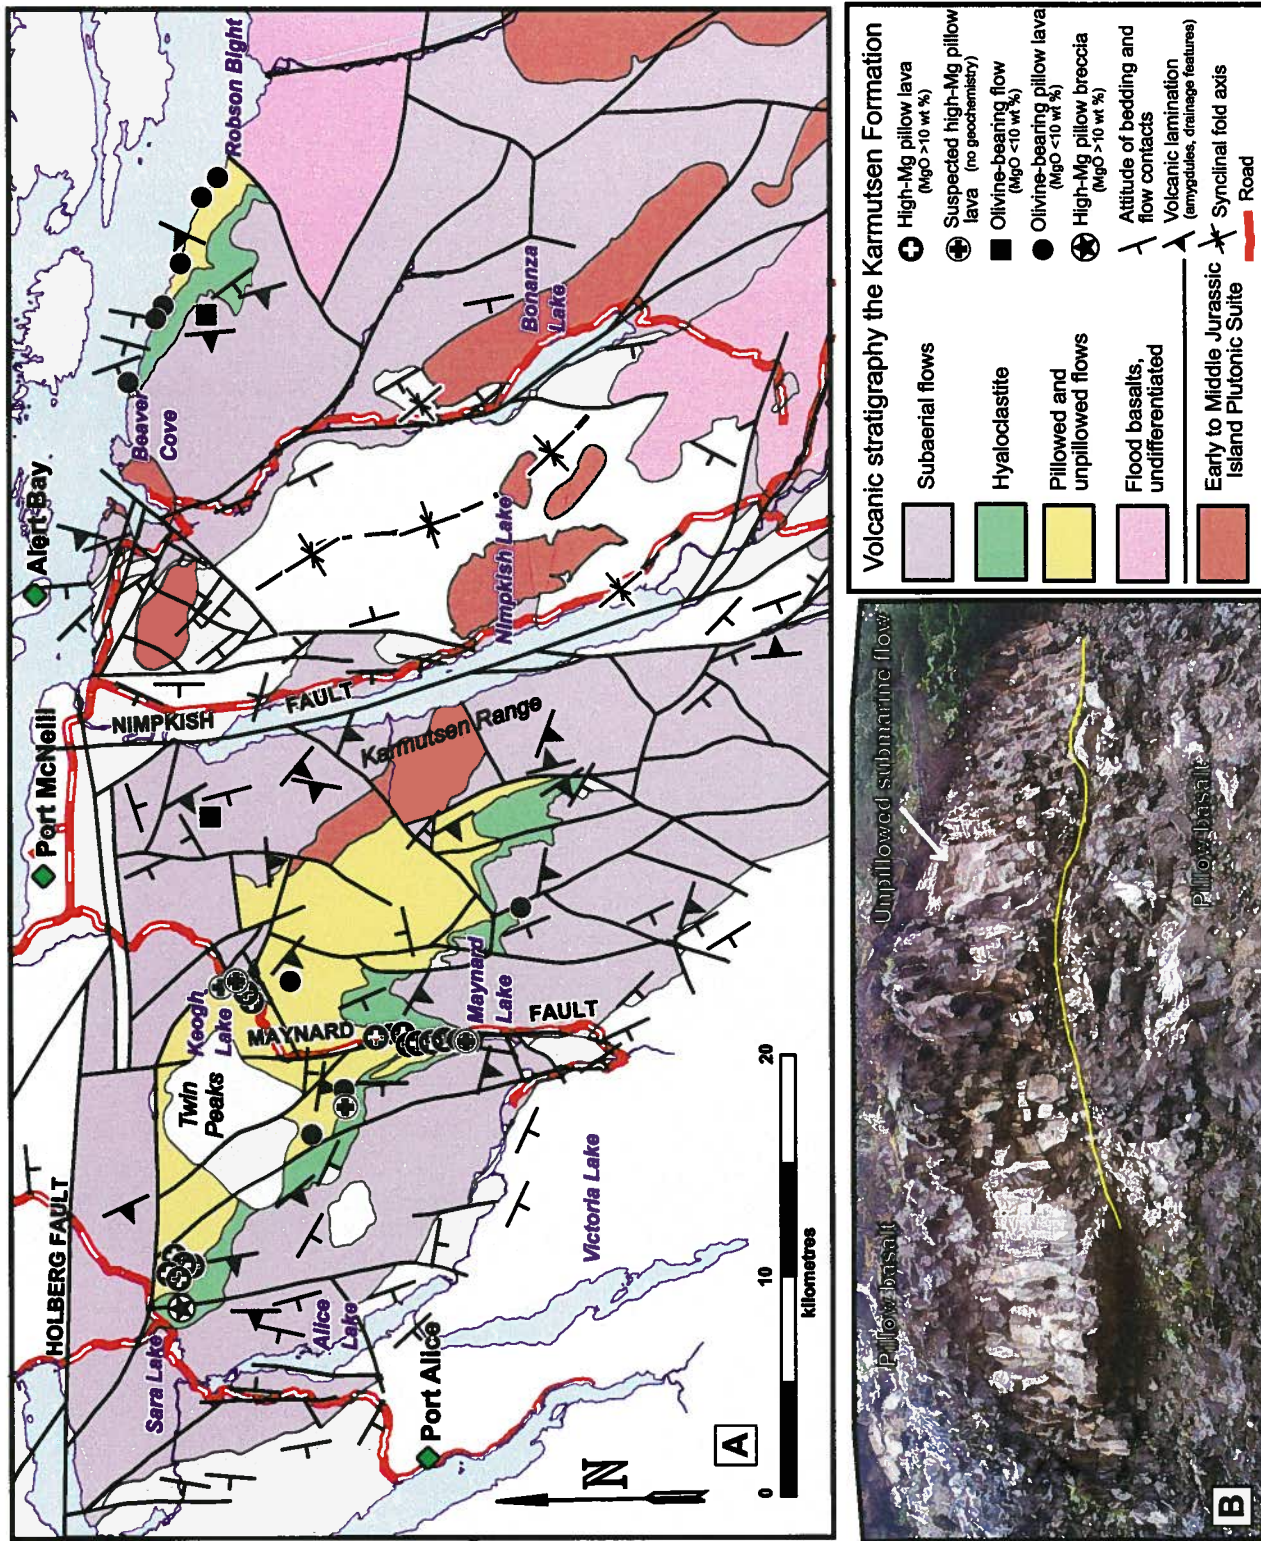 HOLBERG FAULT
Port McNeill
Alert Bay
Robson Bight
Beaver
Cove
NIMPKISH
FAULT
Karmutsen Range
Nimpkish Lake
Bonanza
Lake
Keogh
Lake
Twin
Peaks
MAYNARD
FAULT
Maynard
Lake
Sara Lake
Alice
Lake
Victoria Lake
Port Alice
N
A
0
10
20
kilometres
Volcanic stratigraphy the Karmutsen Formation
Subaerial flows
Hyaloclastite
Pillowed and
unpillowed flows
Flood basalts,
undifferentiated
Early to Middle Jurassic
Island Plutonic Suite
High-Mg pillow lava
(MgO >10 wt %)
Suspected high-Mg pillow
lava (no geochemistry)
Olivine-bearing flow
(MgO <10 wt %)
Olivine-bearing pillow lava
(MgO <10 wt %)
High-Mg pillow breccia
(MgO >10 wt %)
Attitude of bedding and
flow contacts
Volcanic lamination
(amygdules, drainage features)
Synclinal fold axis
Road
Pillow basalt
Unpillowed submarine flow
Pillow basalt
B